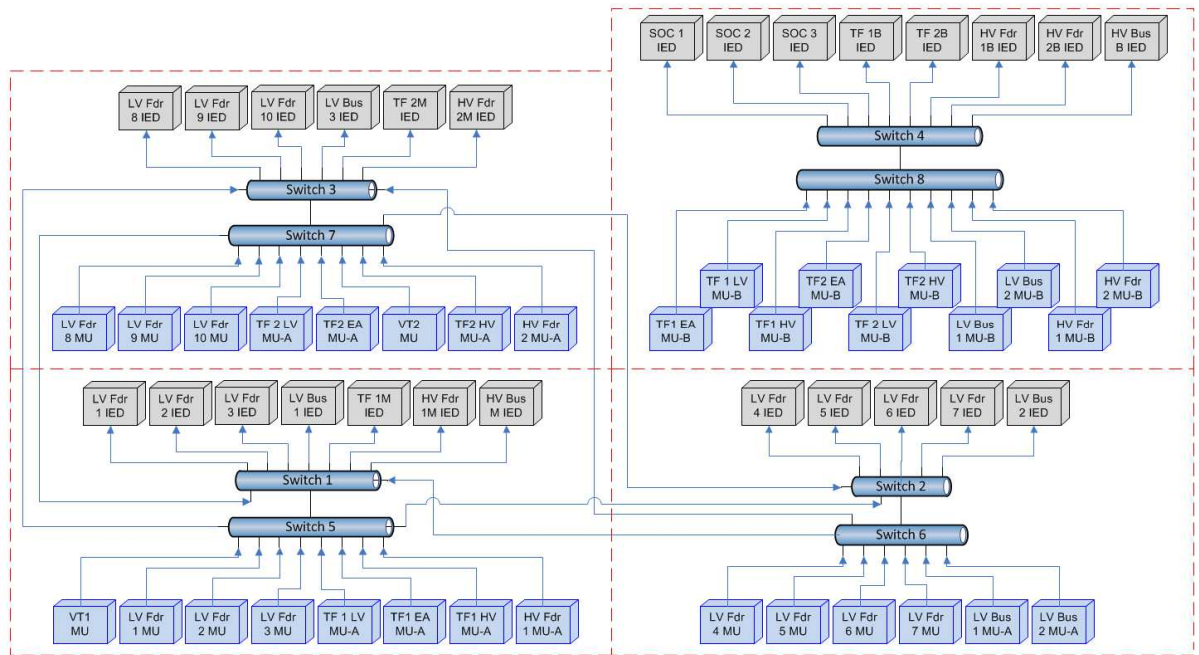 SOC 1
IED
SOC 2
IED
SOC 3
IED
TF 1B
IED
TF 2B
IED
HV Fdr
1B IED
HV Fdr
2B IED
HV Bus
B IED
Switch 4
Switch 8
TF 1 LV
MU-B
TF2 EA
MU-B
TF2 HV
MU-B
LV Bus
2 MU-B
HV Fdr
2 MU-B
TF1 EA
MU-B
TF1 HV
MU-B
TF 2 LV
MU-B
LV Bus
1 MU-B
HV Fdr
1 MU-B
LV Fdr
8 IED
LV Fdr
9 IED
LV Fdr
10 IED
LV Bus
3 IED
TF 2M
IED
HV Fdr
2M IED
Switch 3
Switch 7
LV Fdr
8 MU
LV Fdr
9 MU
LV Fdr
10 MU
TF 2 LV
MU-A
TF2 EA
MU-A
VT2
MU
TF2 HV
MU-A
HV Fdr
2 MU-A
LV Fdr
1 IED
LV Fdr
2 IED
LV Fdr
3 IED
LV Bus
1 IED
TF 1M
IED
HV Fdr
1M IED
HV Bus
M IED
Switch 1
Switch 5
VT1
MU
LV Fdr
1 MU
LV Fdr
2 MU
LV Fdr
3 MU
TF 1 LV
MU-A
TF1 EA
MU-A
TF1 HV
MU-A
HV Fdr
1 MU-A
LV Fdr
4 IED
LV Fdr
5 IED
LV Fdr
6 IED
LV Fdr
7 IED
LV Bus
2 IED
Switch 2
Switch 6
LV Fdr
4 MU
LV Fdr
5 MU
LV Fdr
6 MU
LV Fdr
7 MU
LV Bus
1 MU-A
LV Bus
2 MU-A